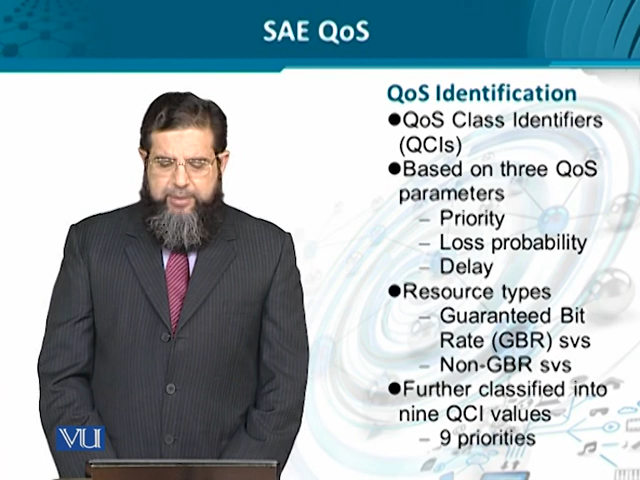 SAE QoS
QoS Identification
●QoS Class Identifiers
(QCIs)
●Based on three QoS
parameters
– Priority
– Loss probability
– Delay
●Resource types
– Guaranteed Bit
Rate (GBR) svs
– Non-GBR svs
●Further classified into
nine QCI values
– 9 priorities
VU